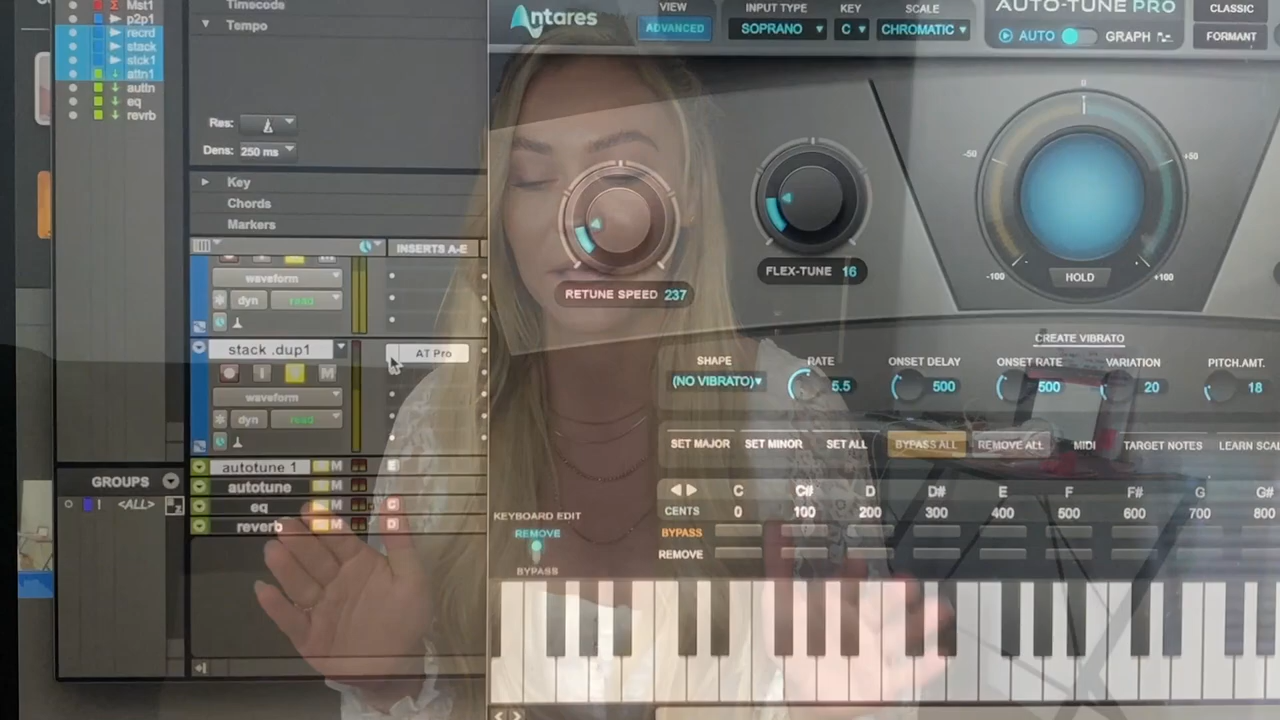 Mst1
p2p1
recrd
stack
stck1
attn1
auttn
eq
revrb
GROUPS
I <ALL>
Timecode
Tempo
Res:
Dens: 250 ms
Key
Chords
Markers
INSERTS A-E
waveform
dyn read
stack .dup1
AT Pro
I M
waveform
dyn read
autotune 1 M E
autotune M
eq M C
reverb M D
Antares
VIEW
ADVANCED
INPUT TYPE
SOPRANO
KEY
C
SCALE
CHROMATIC
AUTO-TUNE PRO
AUTO GRAPH
CLASSIC
FORMANT
RETUNE SPEED 237
FLEX-TUNE 16
0
-50 +50
-100 +100
HOLD
CREATE VIBRATO
SHAPE RATE ONSET DELAY ONSET RATE VARIATION PITCH.AMT.
(NO VIBRATO) 5.5 500 500 20 18
SET MAJOR SET MINOR SET ALL BYPASS ALL REMOVE ALL MIDI TARGET NOTES LEARN SCAL
C C# D D# E F F# G G#
CENTS 0 100 200 300 400 500 600 700 800
KEYBOARD EDIT
REMOVE
BYPASS
BYPASS
REMOVE